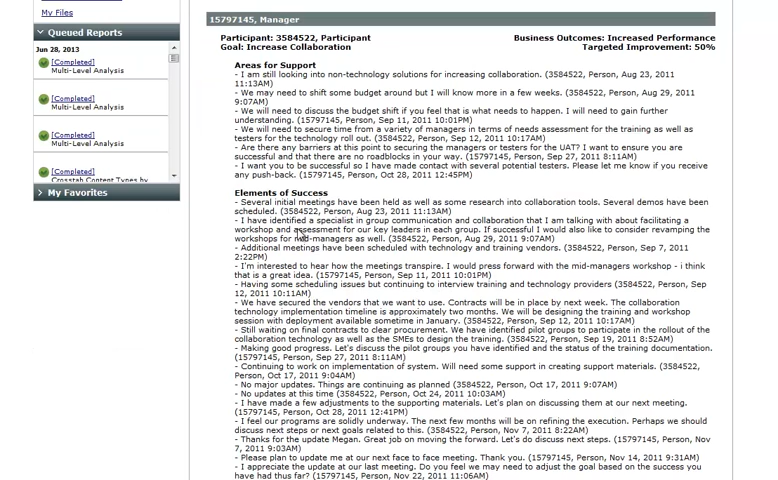 My Files
Queued Reports
Jun 28, 2013
[Completed]
Multi-Level Analysis
[Completed]
Multi-Level Analysis
[Completed]
Multi-Level Analysis
[Completed]
Crosstab Content Types by
My Favorites
15797145, Manager
Participant: 3584522, Participant
Business Outcomes: Increased Performance
Goal: Increase Collaboration
Targeted Improvement: 50%
Areas for Support
- I am still looking into non-technology solutions for increasing collaboration. (3584522, Person, Aug 23, 2011
11:13AM)
- We may need to shift some budget around but I will know more in a few weeks. (3584522, Person, Aug 29, 2011
9:07AM)
- We will need to discuss the budget shift if you feel that is what needs to happen. I will need to gain further
understanding. (15797145, Person, Sep 11, 2011 10:01PM)
- We will need to secure time from a variety of managers in terms of needs assessment for the training as well as
testers for the technology roll out. (3584522, Person, Sep 12, 2011 10:17AM)
- Are there any barriers at this point to securing the managers or testers for the UAT? I want to ensure you are
successful and that there are no roadblocks in your way. (15797145, Person, Sep 27, 2011 8:11AM)
- I want you to be successful so I have made contact with several potential testers. Please let me know if you receive
any push-back. (15797145, Person, Oct 28, 2011 12:45PM)
Elements of Success
- Several initial meetings have been held as well as some research into collaboration tools. Several demos have been
scheduled. (3584522, Person, Aug 23, 2011 11:13AM)
- I have identified a specialist in group communication and collaboration that I am talking with about facilitating a
workshop and assessment for our key leaders in each group. If successful I would also like to consider revamping the
workshops for mid-managers as well. (3584522, Person, Aug 29, 2011 9:07AM)
- Additional meetings have been scheduled with technology and training vendors. (3584522, Person, Sep 7, 2011
2:22PM)
- I'm interested to hear how the meetings transpire. I would press forward with the mid-managers workshop - i think
that is a great idea. (15797145, Person, Sep 11, 2011 10:01PM)
- Having some scheduling issues but continuing to interview training and technology providers (3584522, Person, Sep
12, 2011 10:11AM)
- We have secured the vendors that we want to use. Contracts will be in place by next week. The collaboration
technology implementation timeline is approximately two months. We will be designing the training and workshop
session with deployment available sometime in January. (3584522, Person, Sep 12, 2011 10:17AM)
- Still waiting on final contracts to clear procurement. We have identified pilot groups to participate in the rollout of the
collaboration technology as well as the SMEs to design the training. (3584522, Person, Sep 19, 2011 8:52AM)
- Making good progress. Let's discuss the pilot groups you have identified and the status of the training documentation.
(15797145, Person, Sep 27, 2011 8:11AM)
- Continuing to work on implementation of system. Will need some support in creating support materials. (3584522,
Person, Oct 17, 2011 9:04AM)
- No major updates. Things are continuing as planned (3584522, Person, Oct 17, 2011 9:07AM)
- No updates at this time (3584522, Person, Oct 24, 2011 10:03AM)
- I have made a few adjustments to the supporting materials. Let's plan on discussing them at our next meeting.
(15797145, Person, Oct 28, 2011 12:41PM)
- I feel our programs are solidly underway. The next few months will be on refining the execution. Perhaps we should
discuss next steps or next goals related to this. (3584522, Person, Nov 7, 2011 8:22AM)
- Thanks for the update Megan. Great job on moving the forward. Let's do discuss next steps. (15797145, Person, Nov
7, 2011 9:03AM)
- Please plan to update me at our next face to face meeting. Thank you. (15797145, Person, Nov 14, 2011 9:31AM)
- I appreciate the update at our last meeting. Do you feel we may need to adjust the goal based on the success you
have had thus far? (15797145, Person, Nov 22, 2011 11:06AM)